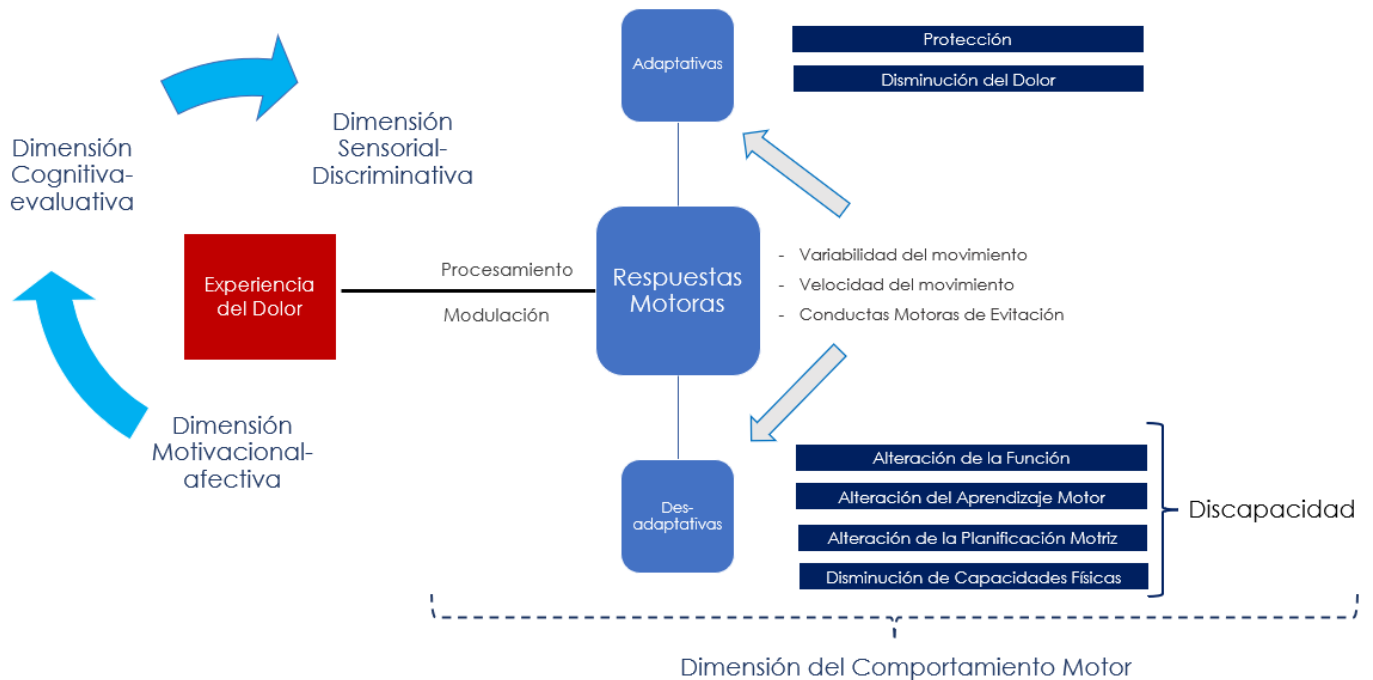 Dimensión
Cognitiva-
evaluativa
Dimensión
Sensorial-
Discriminativa
Experiencia
del Dolor
Dimensión
Motivacional-
afectiva
Procesamiento
Modulación
Adaptativas
Respuestas
Motoras
Des-
adaptativas
Protección
Disminución del Dolor
- Variabilidad del movimiento
- Velocidad del movimiento
- Conductas Motoras de Evitación
Alteración de la Función
Alteración del Aprendizaje Motor
Alteración de la Planificación Motriz
Disminución de Capacidades Físicas
Discapacidad
Dimensión del Comportamiento Motor